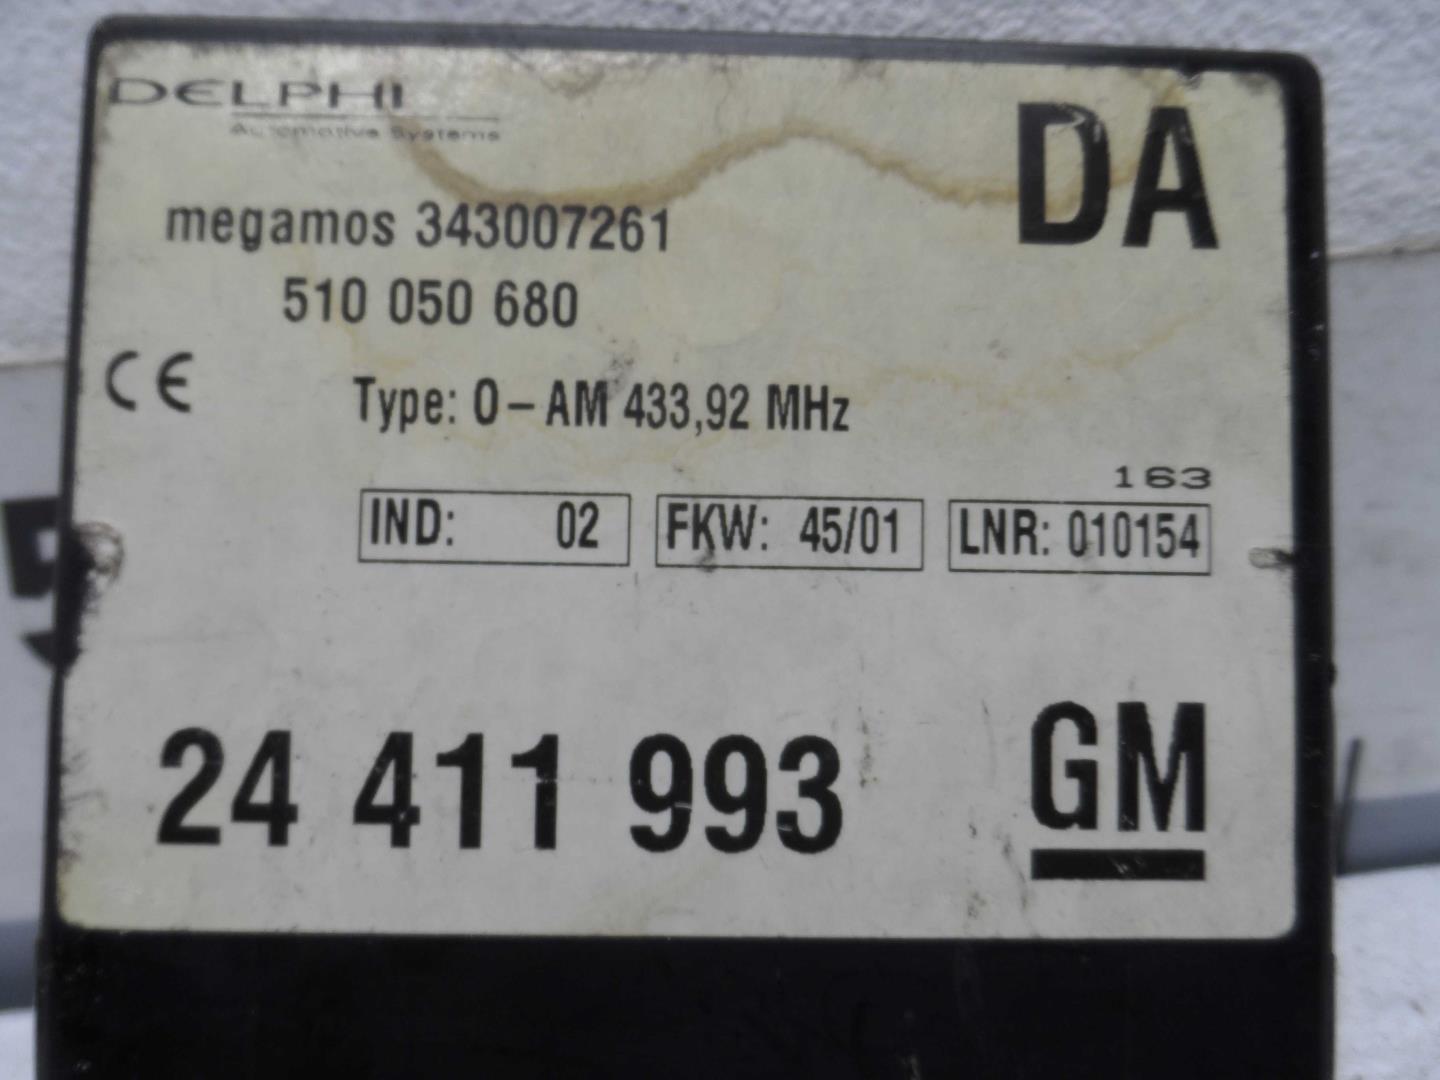 DELPHI
Automotive Systems
DA
megamos 343007261
510 050 680
CE
Type: 0 – AM 433,92 MHz
163
IND: 02 FKW: 45/01 LNR: 010154
24 411 993 GM